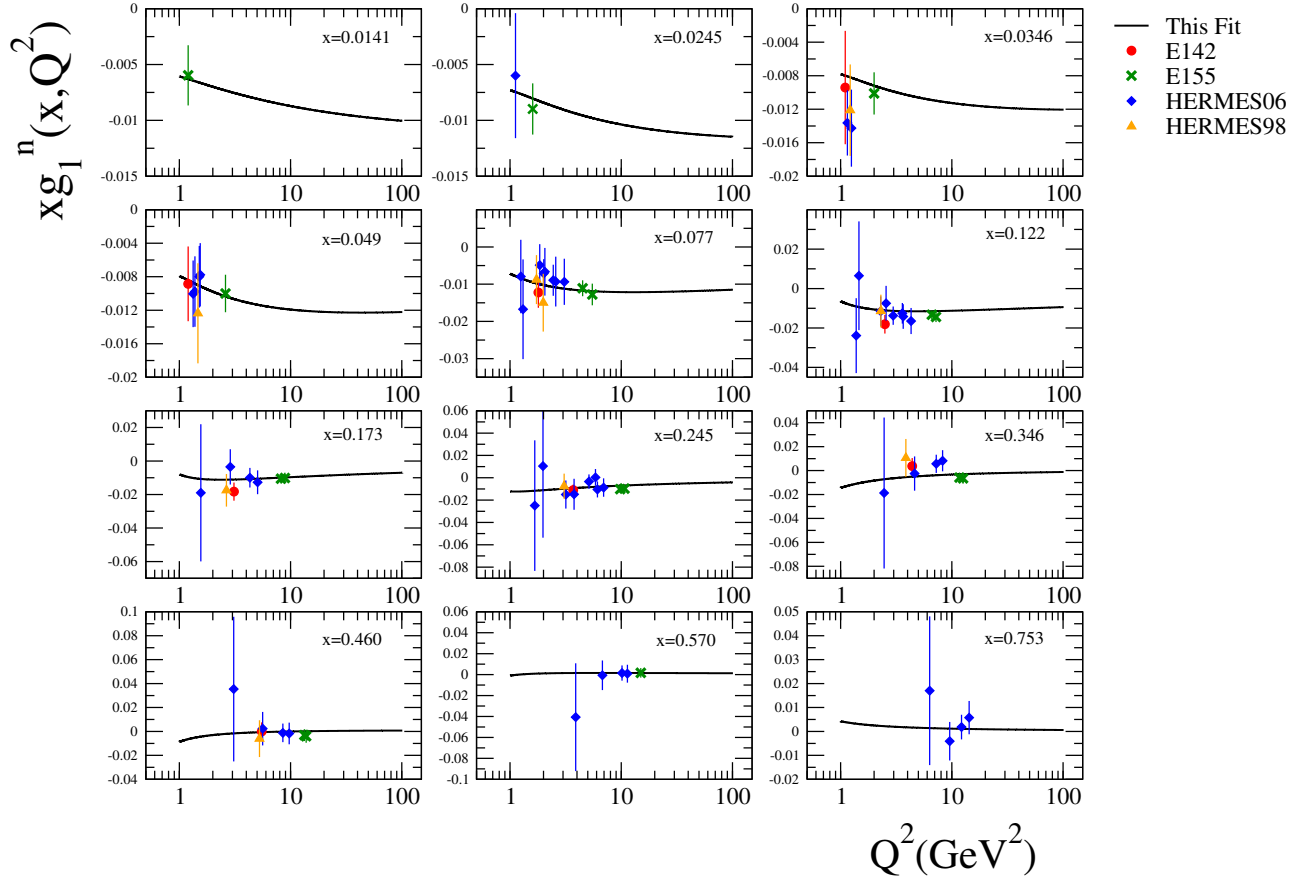 xg₁ⁿ(x,Q²)
0
-0.005
-0.01
-0.015
x=0.0141
1 10 100
0
-0.005
-0.01
-0.015
x=0.0245
1 10 100
0
-0.004
-0.008
-0.012
-0.016
-0.02
x=0.0346
1 10 100
This Fit
E142
E155
HERMES06
HERMES98
0
-0.004
-0.008
-0.012
-0.016
-0.02
x=0.049
1 10 100
0
-0.01
-0.02
-0.03
x=0.077
1 10 100
0.02
0
-0.02
-0.04
x=0.122
1 10 100
0.02
0
-0.02
-0.04
-0.06
x=0.173
1 10 100
0.06
0.04
0.02
0
-0.02
-0.04
-0.06
-0.08
x=0.245
1 10 100
0.04
0.02
0
-0.02
-0.04
-0.06
-0.08
x=0.346
1 10 100
0.1
0.08
0.06
0.04
0.02
0
-0.02
-0.04
x=0.460
1 10 100
0.06
0.04
0.02
0
-0.02
-0.04
-0.06
-0.08
-0.1
x=0.570
1 10 100
0.05
0.04
0.03
0.02
0.01
0
-0.01
-0.02
x=0.753
1 10 100
Q²(GeV²)